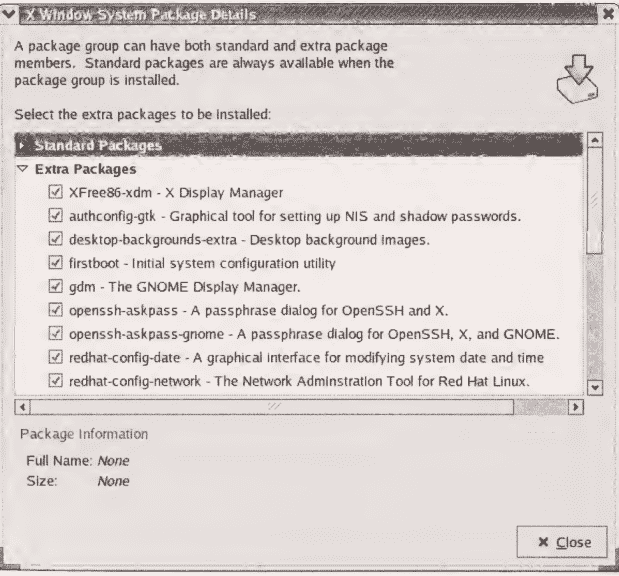 X Window System Package Details
A package group can have both standard and extra package
members. Standard packages are always available when the
package group is installed.
Select the extra packages to be installed:
Standard Packages
Extra Packages
XFree86-xdm - X Display Manager
authconfig-gtk - Graphical tool for setting up NIS and shadow passwords.
desktop-backgrounds-extra - Desktop background images.
firstboot - Initial system configuration utility
gdm - The GNOME Display Manager.
openssh-askpass - A passphrase dialog for OpenSSH and X.
openssh-askpass-gnome - A passphrase dialog for OpenSSH, X, and GNOME.
redhat-config-date - A graphical interface for modifying system date and time
redhat-config-network - The Network Adminstration Tool for Red Hat Linux.
Package Information
Full Name: None
Size: None
Close